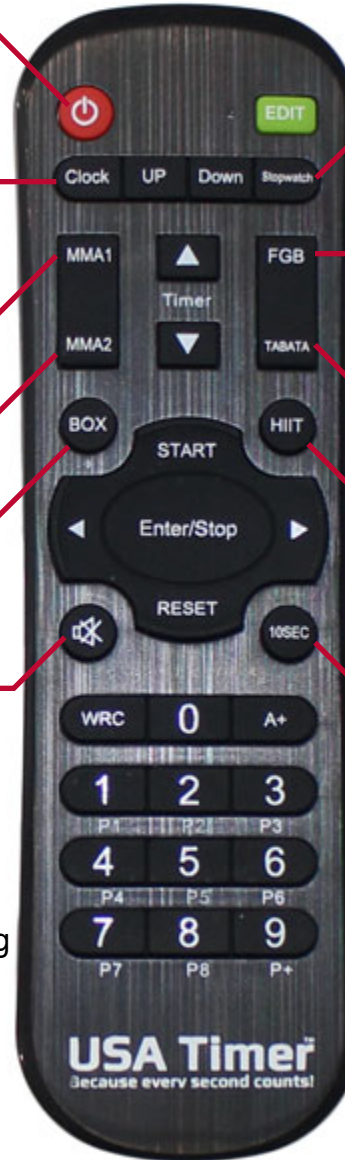 EDIT
Clock UP Down Stopwatch
MMA1 FGB
Timer
MMA2 TABATA
BOX HIIT
START
Enter/Stop
RESET
10SEC
WRC 0 A+
1 2 3
P1 P2 P3
4 5 6
P4 P5 P6
g
7 8 9
P7 P8 P+
USA Timer™
Because every second counts!